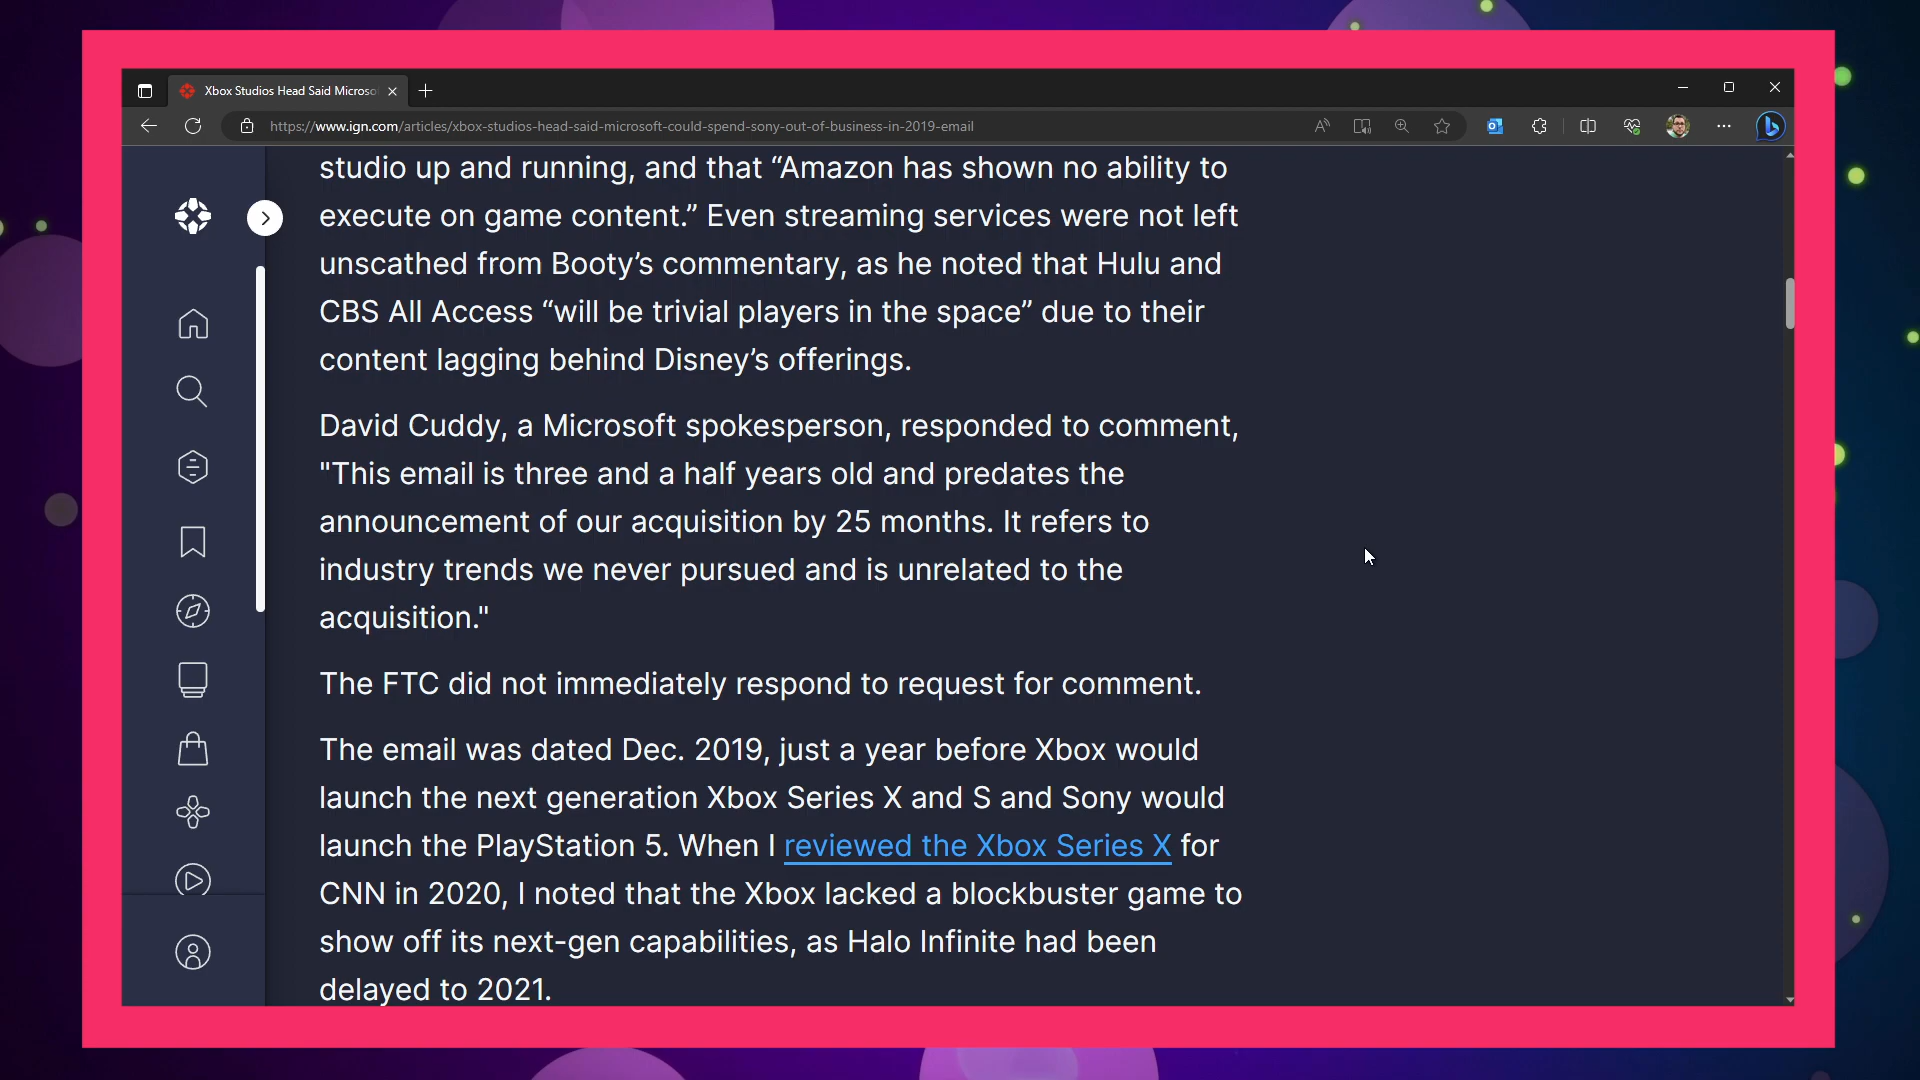 Xbox Studios Head Said Microso
https://www.ign.com/articles/xbox-studios-head-said-microsoft-could-spend-sony-out-of-business-in-2019-email
studio up and running, and that “Amazon has shown no ability to
execute on game content.” Even streaming services were not left
unscathed from Booty’s commentary, as he noted that Hulu and
CBS All Access “will be trivial players in the space” due to their
content lagging behind Disney’s offerings.
David Cuddy, a Microsoft spokesperson, responded to comment,
"This email is three and a half years old and predates the
announcement of our acquisition by 25 months. It refers to
industry trends we never pursued and is unrelated to the
acquisition."
The FTC did not immediately respond to request for comment.
The email was dated Dec. 2019, just a year before Xbox would
launch the next generation Xbox Series X and S and Sony would
launch the PlayStation 5. When I reviewed the Xbox Series X for
CNN in 2020, I noted that the Xbox lacked a blockbuster game to
show off its next-gen capabilities, as Halo Infinite had been
delayed to 2021.